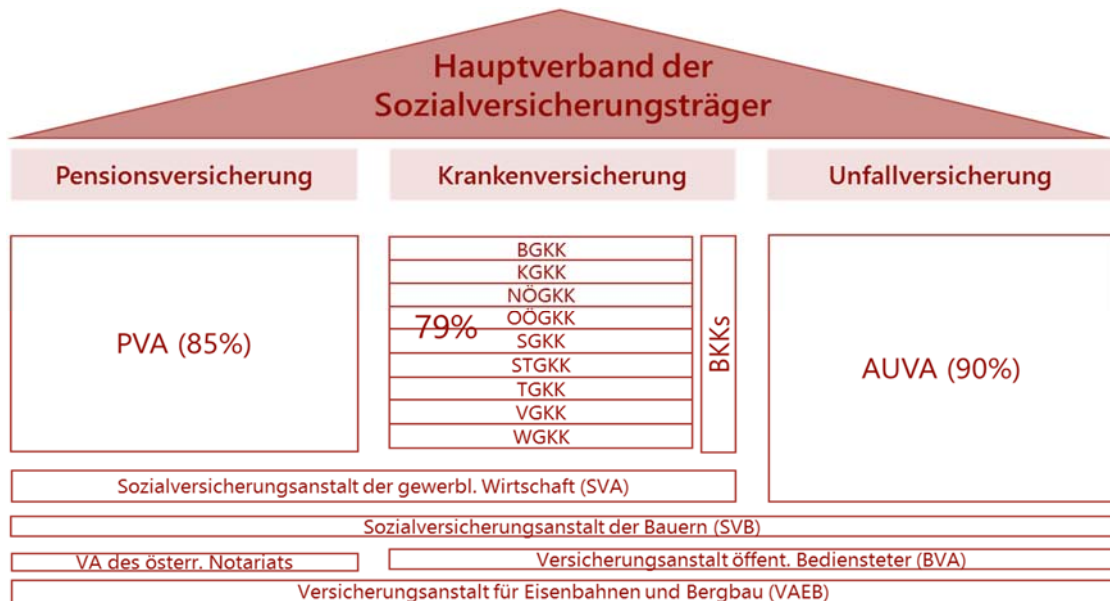 Hauptverband der
Sozialversicherungsträger
Pensionsversicherung
Krankenversicherung
Unfallversicherung
PVA (85%)
79%
BGKK
KGKK
NÖGKK
OÖGKK
SGKK
STGKK
TGKK
VGKK
WGKK
BKKs
AUVA (90%)
Sozialversicherungsanstalt der gewerbl. Wirtschaft (SVA)
Sozialversicherungsanstalt der Bauern (SVB)
VA des österr. Notariats
Versicherungsanstalt öffent. Bediensteter (BVA)
Versicherungsanstalt für Eisenbahnen und Bergbau (VAEB)